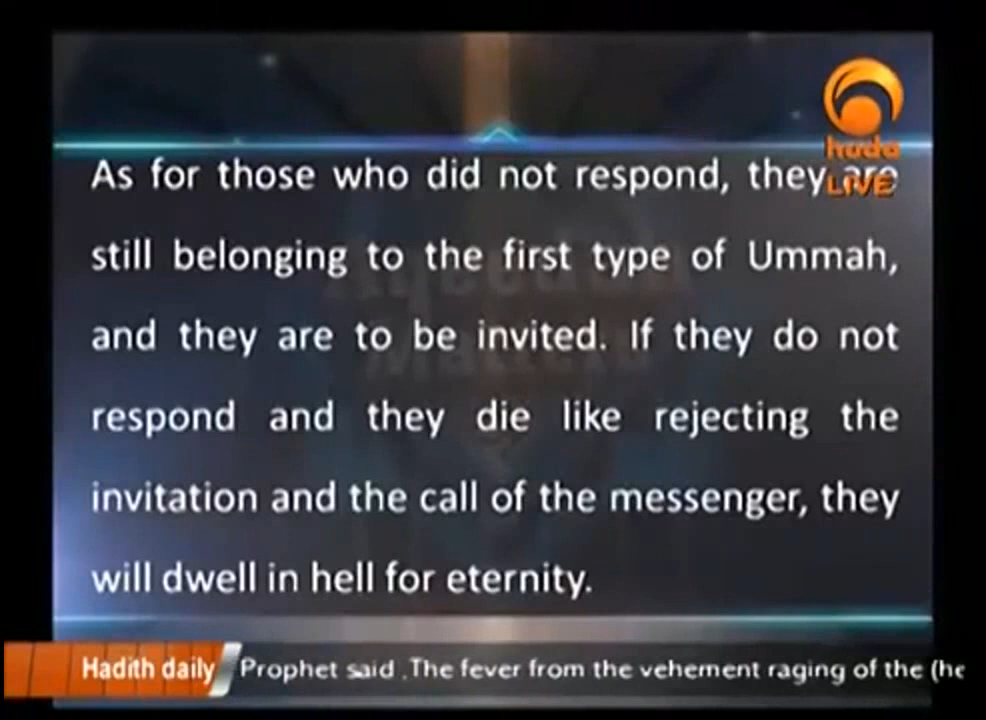 huda
LIVE
As for those who did not respond, they are
still belonging to the first type of Ummah,
and they are to be invited. If they do not
respond and they die like rejecting the
invitation and the call of the messenger, they
will dwell in hell for eternity.
Hadith daily
Prophet said .The fever from the vehement raging of the (he